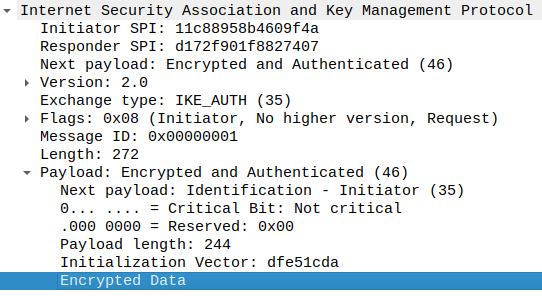 Internet Security Association and Key Management Protocol
Initiator SPI: 11c88958b4609f4a
Responder SPI: d172f901f8827407
Next payload: Encrypted and Authenticated (46)
Version: 2.0
Exchange type: IKE_AUTH (35)
Flags: 0x08 (Initiator, No higher version, Request)
Message ID: 0x00000001
Length: 272
Payload: Encrypted and Authenticated (46)
Next payload: Identification - Initiator (35)
0... .... = Critical Bit: Not critical
.000 0000 = Reserved: 0x00
Payload length: 244
Initialization Vector: dfe51cda
Encrypted Data